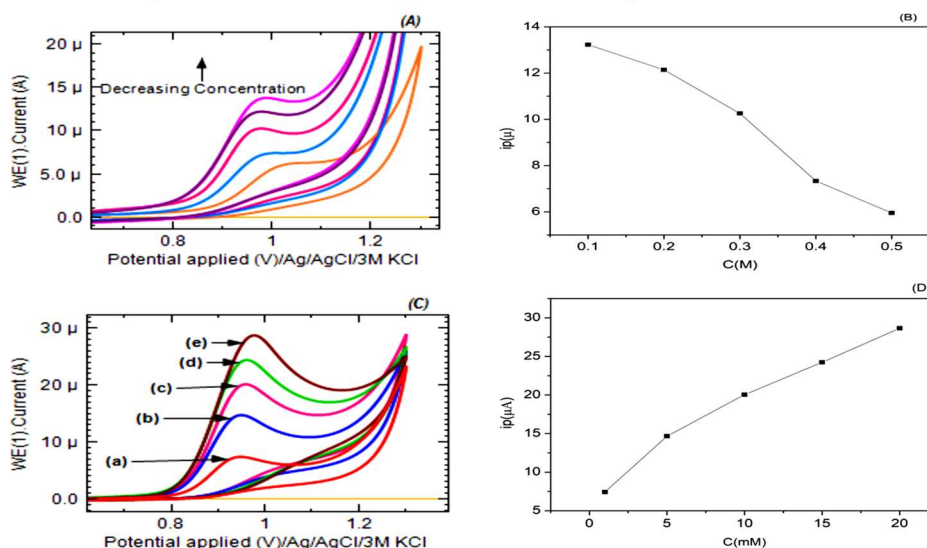 (A)
20 µ
15 µ
10 µ
5.0 µ
0.0
Decreasing Concentration
WE(1).Current (A)
0.8
1
1.2
Potential applied (V)/Ag/AgCl/3M KCl
(B)
14
12
10
8
6
ip(µ)
0.1
0.2
0.3
0.4
0.5
C(M)
(C)
30 µ
20 µ
10 µ
0.0
(e)
(d)
(c)
(b)
(a)
WE(1).Current (A)
0.8
1
1.2
Potential applied (V)/Ag/AgCl/3M KCl
(D
35
30
25
20
15
10
5
ip(µA)
0
5
10
15
20
C(mM)